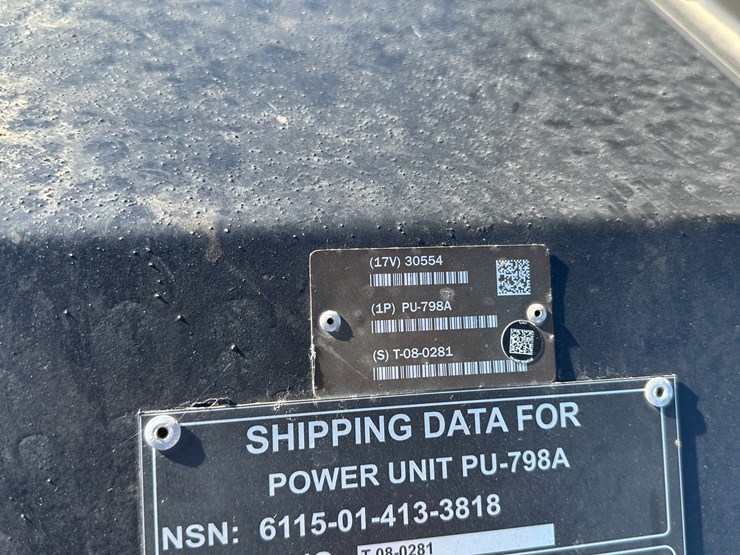 (17V) 30554
(1P) PU-798A
(S) T-08-0281
SHIPPING DATA FOR
POWER UNIT PU-798A
NSN: 6115-01-413-3818
T-08-0281